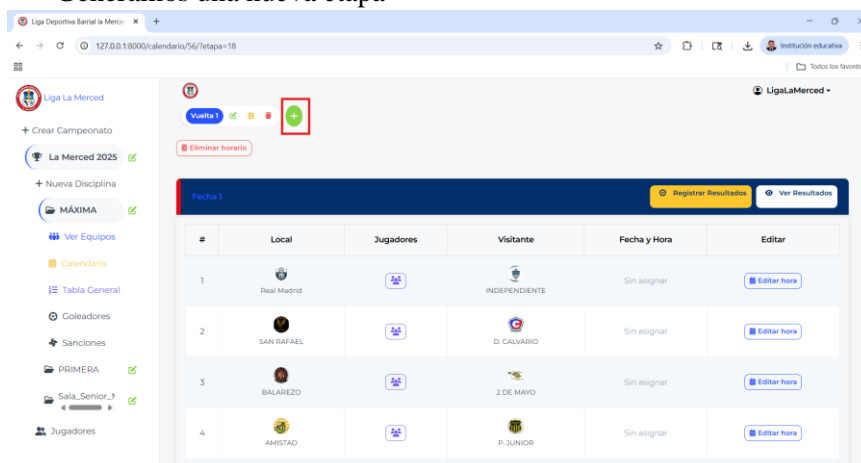 Generamos una nueva etapa
Liga Deportiva Barrial la Merce
127.0.0.1:8000/calendario/56/?etapa=18
Institución educativa
Todos los favorito
Liga La Merced
LigaLaMerced
Vuelta 1
+ Crear Campeonato
Eliminar horario
La Merced 2025
+ Nueva Disciplina
Fecha 1
Registrar Resultados
Ver Resultados
MÁXIMA
Ver Equipos
# Local Jugadores Visitante Fecha y Hora Editar
Calendario
1 Real Madrid INDEPENDIENTE Sin asignar Editar hora
Tabla General
Goleadores
2 SAN RAFAEL D. CALVARIO Sin asignar Editar hora
Sanciones
PRIMERA
3 BALAREZO 2 DE MAYO Sin asignar Editar hora
Sala_Senior_
Jugadores
4 AMISTAD P. JUNIOR Sin asignar Editar hora